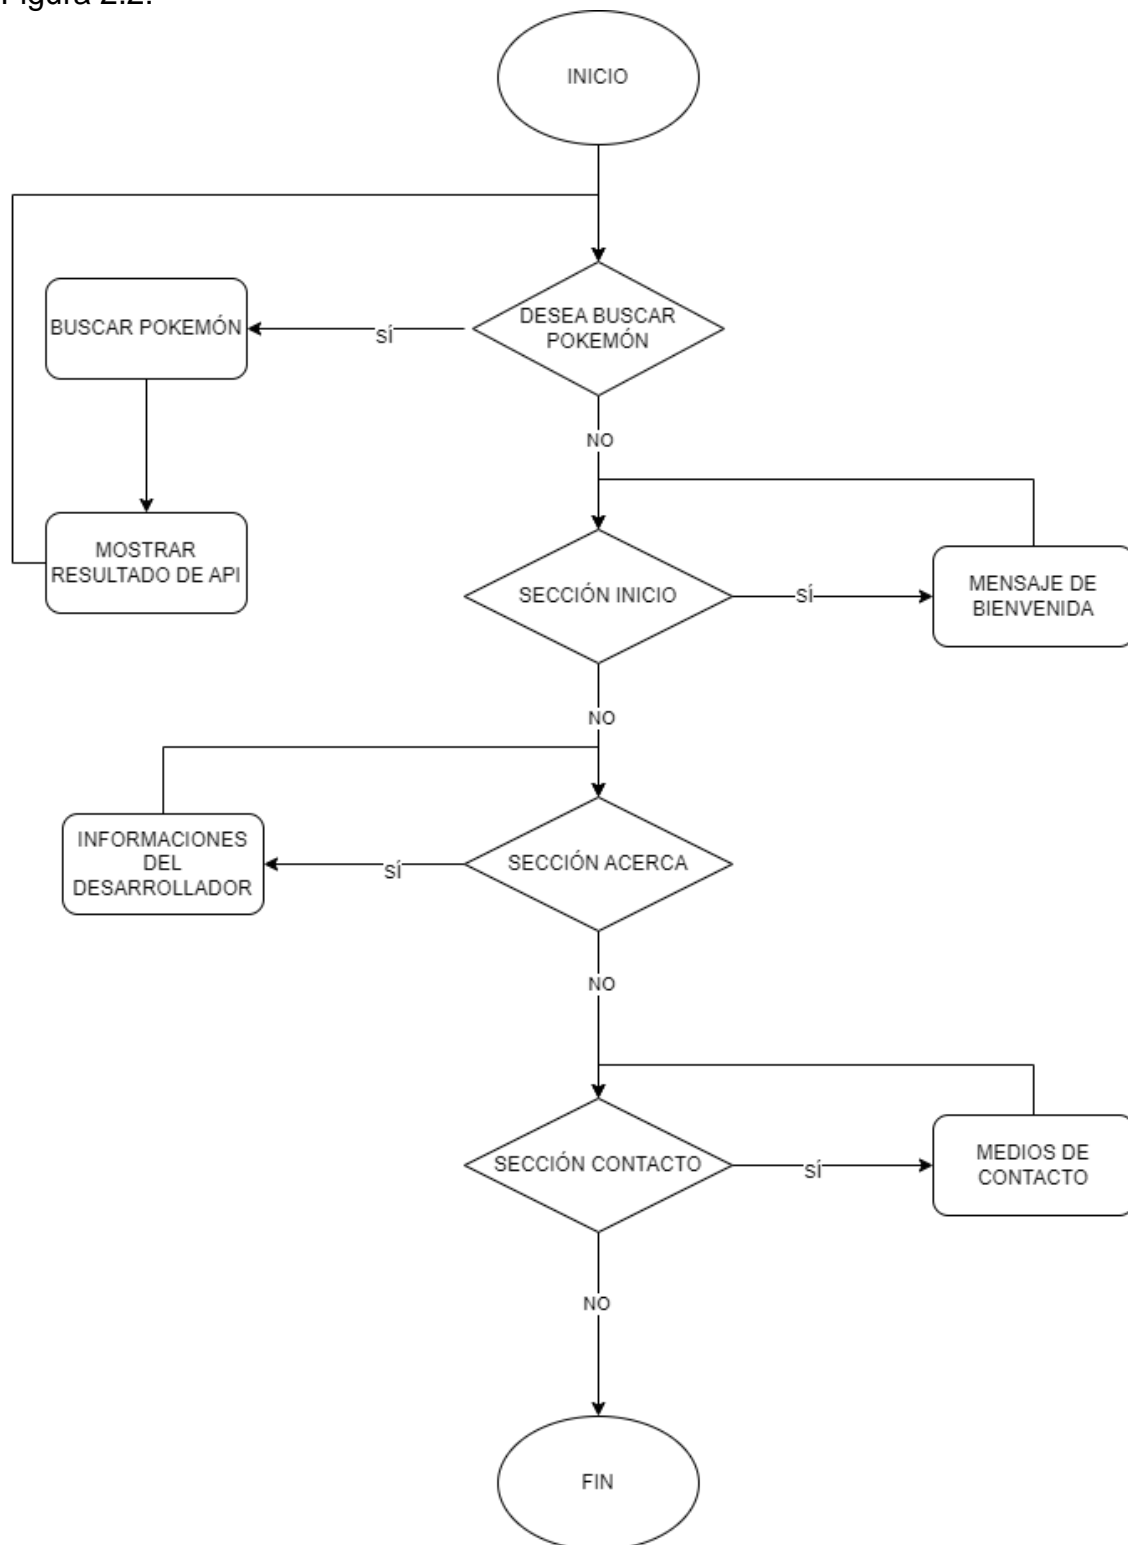 Figura 2.2.
INICIO
DESEA BUSCAR
POKEMÓN
SÍ
BUSCAR POKEMÓN
NO
MOSTRAR
RESULTADO DE API
SECCIÓN INICIO
SÍ
MENSAJE DE
BIENVENIDA
NO
SECCIÓN ACERCA
SÍ
INFORMACIONES
DEL
DESARROLLADOR
NO
SECCIÓN CONTACTO
SÍ
MEDIOS DE
CONTACTO
NO
FIN